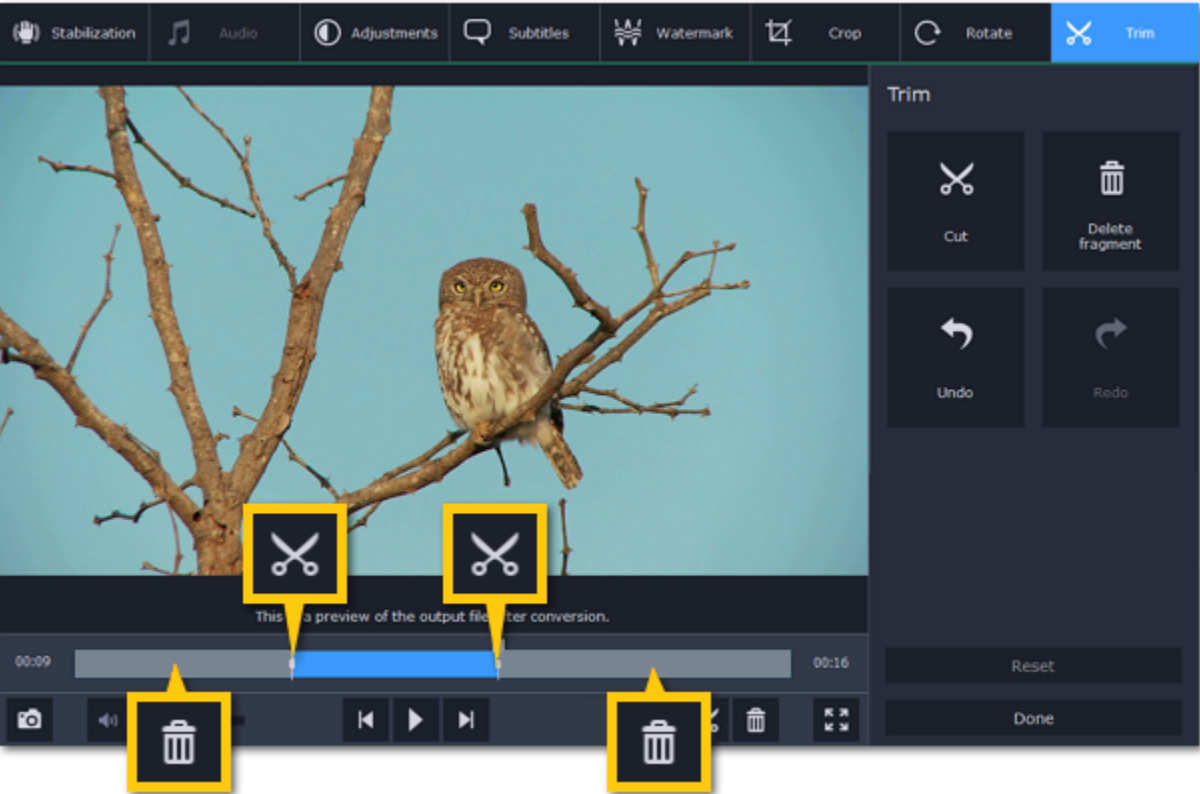 Stabilization
Audio
Adjustments
Subtitles
Watermark
Crop
Rotate
Trim
Trim
Cut
Delete
fragment
Undo
Redo
This a preview of the output file ter conversion.
00:09
00:16
Reset
Done